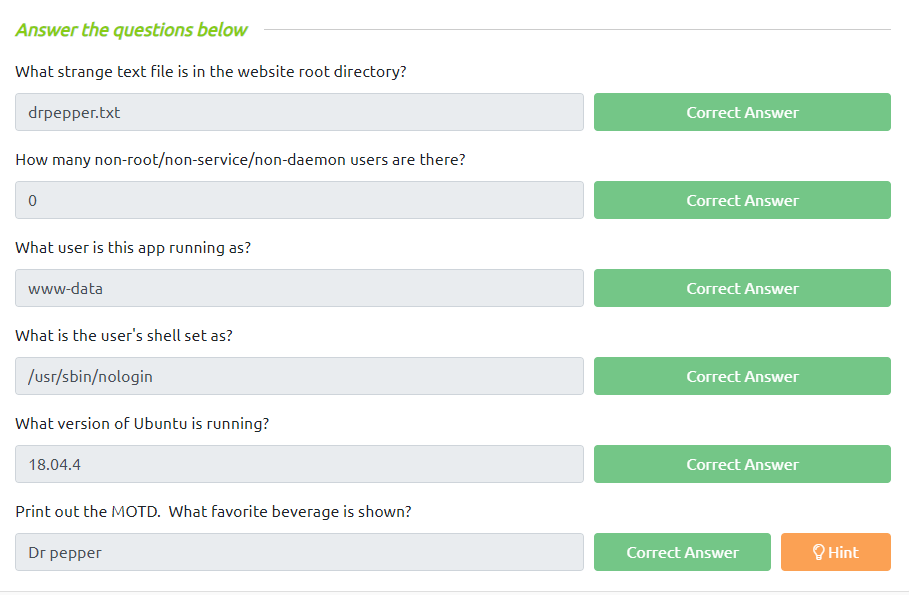 Answer the questions below
What strange text file is in the website root directory?
drpepper.txt
Correct Answer
How many non-root/non-service/non-daemon users are there?
0
Correct Answer
What user is this app running as?
www-data
Correct Answer
What is the user's shell set as?
/usr/sbin/nologin
Correct Answer
What version of Ubuntu is running?
18.04.4
Correct Answer
Print out the MOTD.  What favorite beverage is shown?
Dr pepper
Correct Answer
Hint